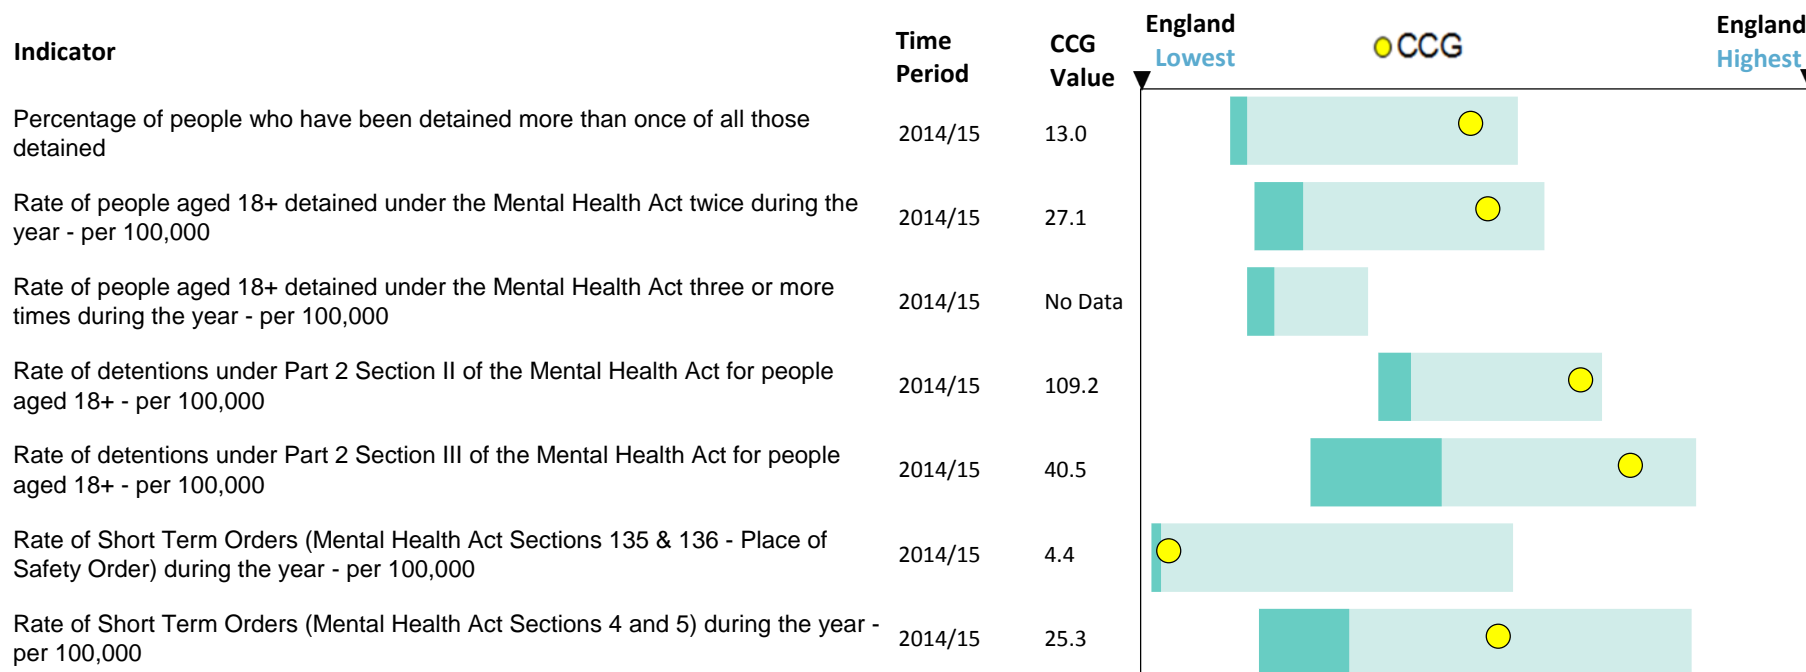 Indicator
Time
Period
CCG
Value
England
Lowest
CCG
England
Highest
Percentage of people who have been detained more than once of all those
detained
2014/15
13.0
Rate of people aged 18+ detained under the Mental Health Act twice during the
year - per 100,000
2014/15
27.1
Rate of people aged 18+ detained under the Mental Health Act three or more
times during the year - per 100,000
2014/15
No Data
Rate of detentions under Part 2 Section II of the Mental Health Act for people
aged 18+ - per 100,000
2014/15
109.2
Rate of detentions under Part 2 Section III of the Mental Health Act for people
aged 18+ - per 100,000
2014/15
40.5
Rate of Short Term Orders (Mental Health Act Sections 135 & 136 - Place of
Safety Order) during the year - per 100,000
2014/15
4.4
Rate of Short Term Orders (Mental Health Act Sections 4 and 5) during the year -
per 100,000
2014/15
25.3